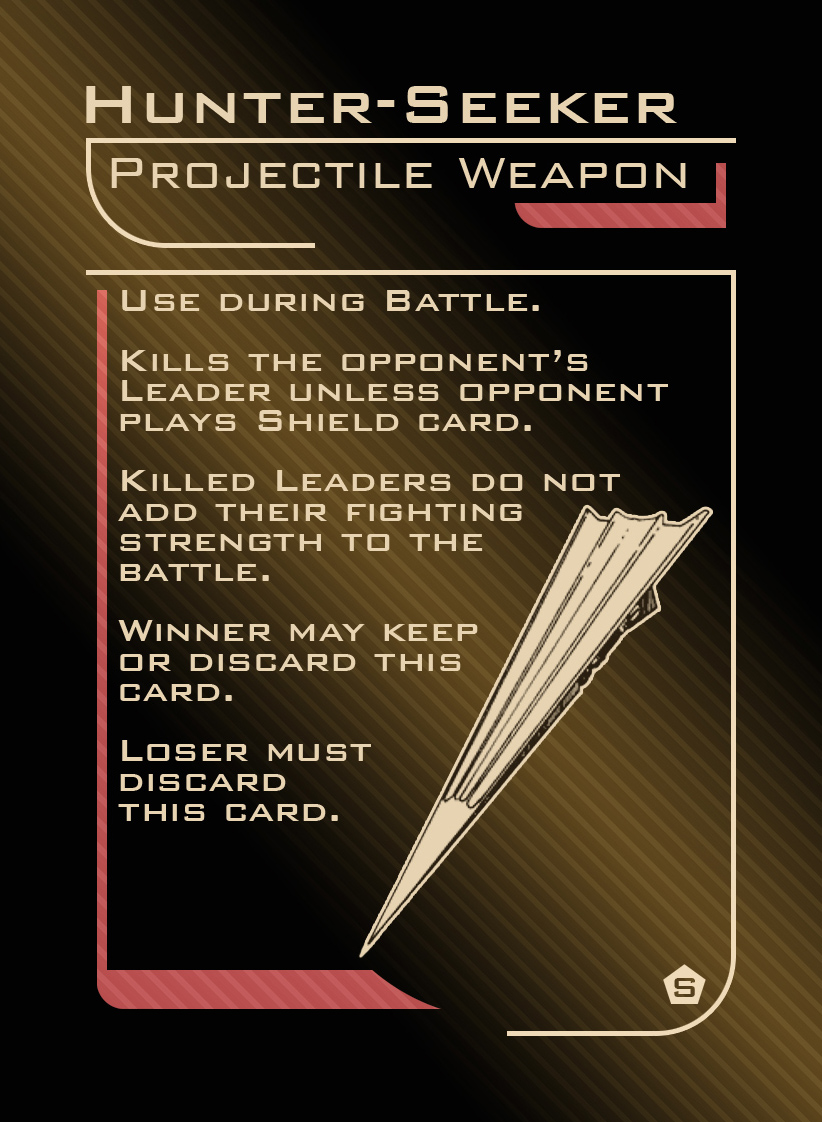 Hunter-Seeker
Projectile Weapon
Use during Battle.
Kills the opponent’s
Leader unless opponent
plays Shield card.
Killed Leaders do not
add their fighting
strength to the
battle.
Winner may keep
or discard this
card.
Loser must
discard
this card.
S